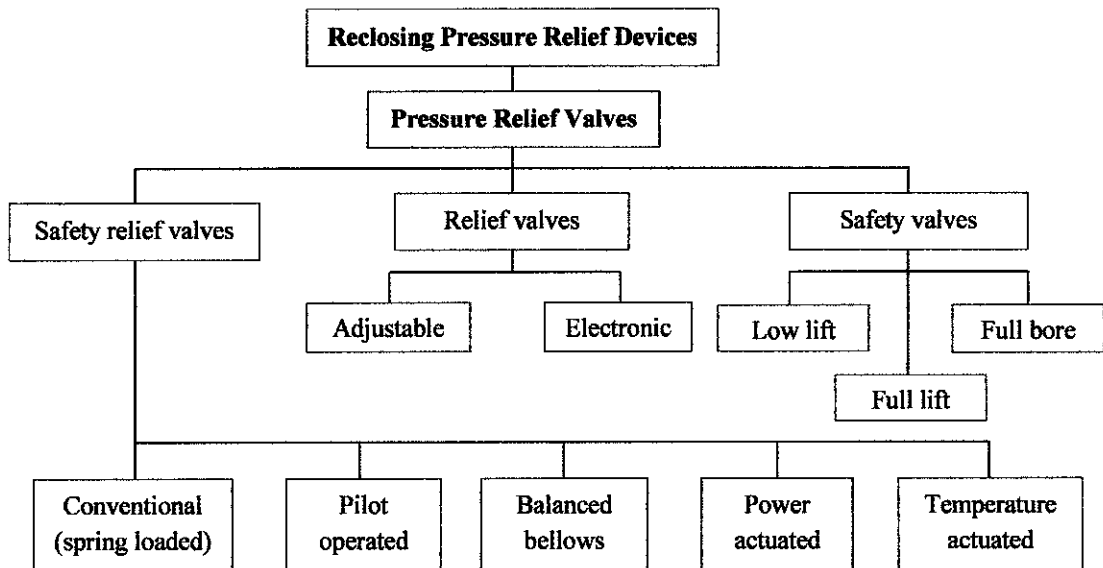 Reclosing Pressure Relief Devices
Pressure Relief Valves
Safety relief valves
Relief valves
Safety valves
Adjustable
Electronic
Low lift
Full bore
Full lift
Conventional
(spring loaded)
Pilot
operated
Balanced
bellows
Power
actuated
Temperature
actuated